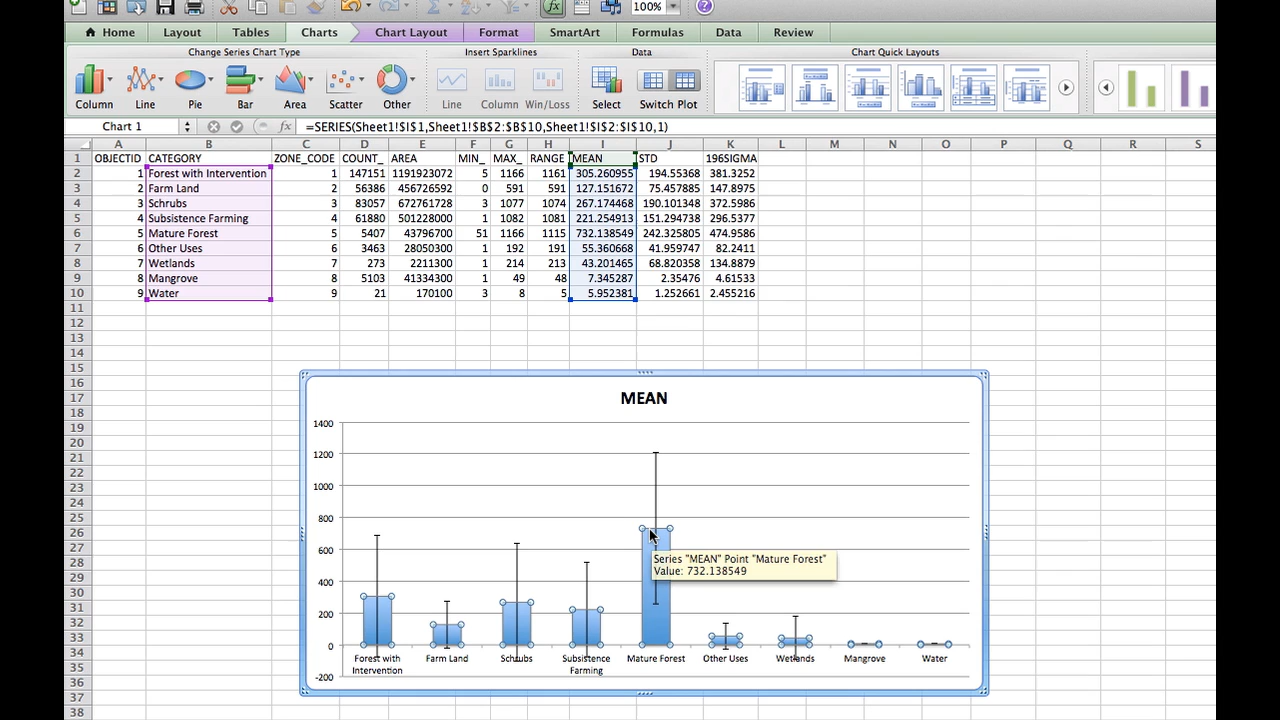 100%
Home Layout Tables Charts Chart Layout Format SmartArt Formulas Data Review
Change Series Chart Type Insert Sparklines Data Chart Quick Layouts
Column Line Pie Bar Area Scatter Other Line Column Win/Loss Select Switch Plot
Chart 1 fx =SERIES(Sheet1!$I$1,Sheet1!$B$2:$B$10,Sheet1!$I$2:$I$10,1)
A B C D E F G H I J K L M N O P Q R S
1 OBJECTID CATEGORY ZONE_CODE COUNT_ AREA MIN_ MAX_ RANGE MEAN STD 196SIGMA
2 1 Forest with Intervention 1 147151 1191923072 5 1166 1161 305.260955 194.55368 381.3252
3 2 Farm Land 2 56386 456726592 0 591 591 127.151672 75.457885 147.8975
4 3 Schrubs 3 83057 672761728 3 1077 1074 267.174468 190.101348 372.5986
5 4 Subsistence Farming 4 61880 501228000 1 1082 1081 221.254913 151.294738 296.5377
6 5 Mature Forest 5 5407 43796700 51 1166 1115 732.138549 242.325805 474.9586
7 6 Other Uses 6 3463 28050300 1 192 191 55.360668 41.959747 82.2411
8 7 Wetlands 7 273 2211300 1 214 213 43.201465 68.820358 134.8879
9 8 Mangrove 8 5103 41334300 1 49 48 7.345287 2.35476 4.61533
10 9 Water 9 21 170100 3 8 5 5.952381 1.252661 2.455216
11
12
13
14
15
16
17
18
19
20
21
22
23
24
25
26
27
28
29
30
31
32
33
34
35
36
37
38
MEAN
1400
1200
1000
800
600
400
200
0
-200
Series "MEAN" Point "Mature Forest"
Value: 732.138549
Forest with Intervention Farm Land Schrubs Subsistence Farming Mature Forest Other Uses Wetlands Mangrove Water